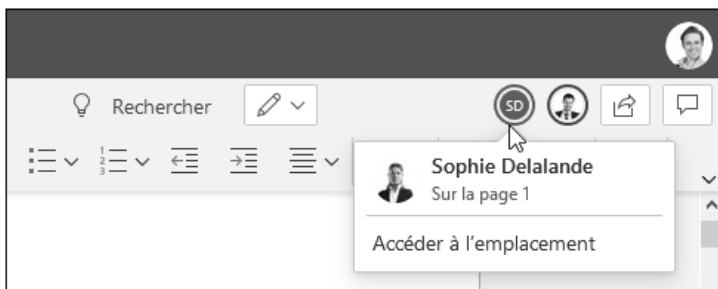 Rechercher
SD
Sophie Delalande
Sur la page 1
Accéder à l'emplacement